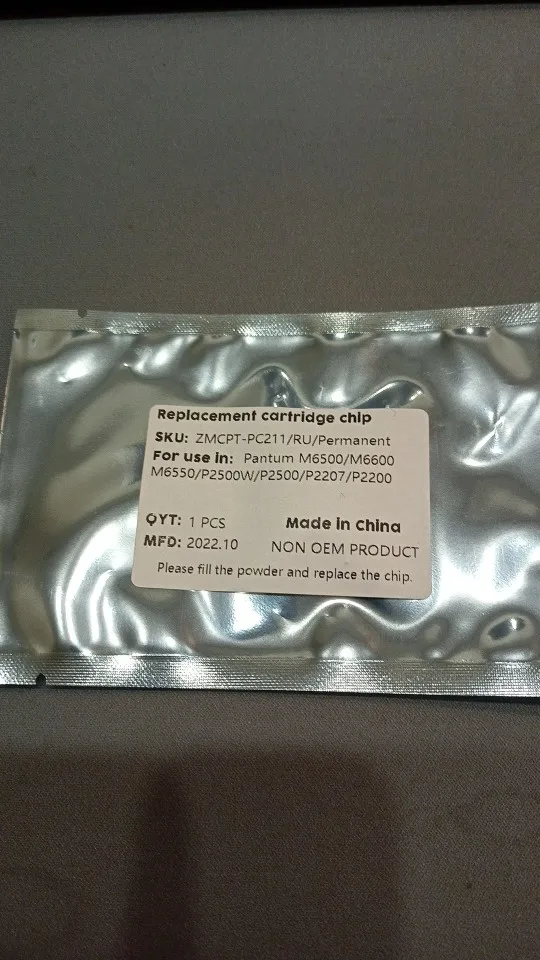 Replacement cartridge chip
SKU: ZMCPT-PC211/RU/Permanent
For use in: Pantum M6500/M6600
M6550/P2500W/P2500/P2207/P2200
QYT: 1 PCS
Made in China
MFD: 2022.10
NON OEM PRODUCT
Please fill the powder and replace the chip.